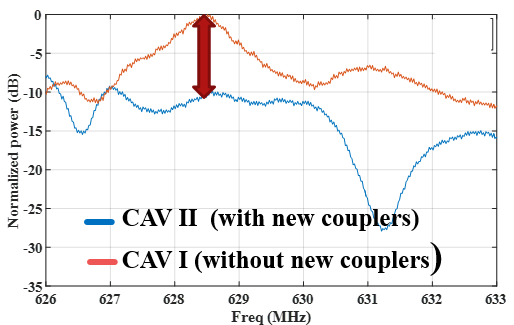 0
-5
-10
-15
-20
-25
-30
-35
Normalized power (dB)
CAV II (with new couplers)
CAV I (without new couplers)
626 627 628 629 630 631 632 633
Freq (MHz)